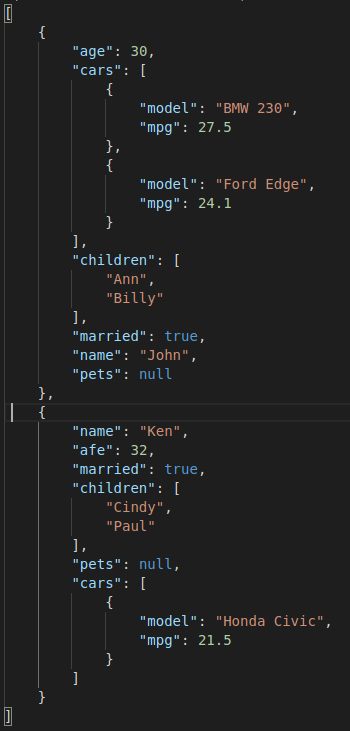 [
    {
        "age": 30,
        "cars": [
            {
                "model": "BMW 230",
                "mpg": 27.5
            },
            {
                "model": "Ford Edge",
                "mpg": 24.1
            }
        ],
        "children": [
            "Ann",
            "Billy"
        ],
        "married": true,
        "name": "John",
        "pets": null
    },
    {
        "name": "Ken",
        "afe": 32,
        "married": true,
        "children": [
            "Cindy",
            "Paul"
        ],
        "pets": null,
        "cars": [
            {
                "model": "Honda Civic",
                "mpg": 21.5
            }
        ]
    }
]